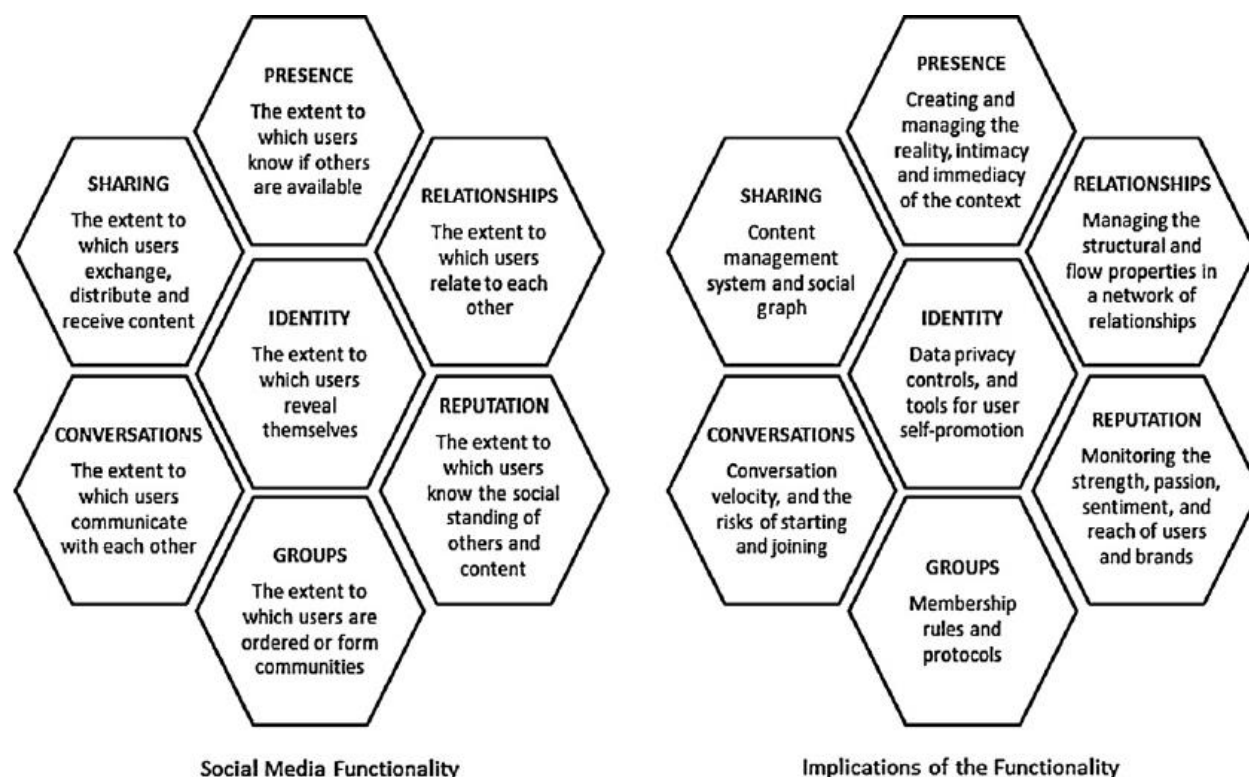 PRESENCE
The extent to
which users
know if others
are available
SHARING
The extent to
which users
exchange,
distribute and
receive content
RELATIONSHIPS
The extent to
which users
relate to each
other
IDENTITY
The extent to
which users
reveal
themselves
CONVERSATIONS
The extent to
which users
communicate
with each other
REPUTATION
The extent to
which users
know the social
standing of
others and
content
GROUPS
The extent to
which users are
ordered or form
communities
Social Media Functionality
PRESENCE
Creating and
managing the
reality, intimacy
and immediacy
of the context
SHARING
Content
management
system and social
graph
RELATIONSHIPS
Managing the
structural and
flow properties in
a network of
relationships
IDENTITY
Data privacy
controls, and
tools for user
self-promotion
CONVERSATIONS
Conversation
velocity, and the
risks of starting
and joining
REPUTATION
Monitoring the
strength, passion,
sentiment, and
reach of users
and brands
GROUPS
Membership
rules and
protocols
Implications of the Functionality